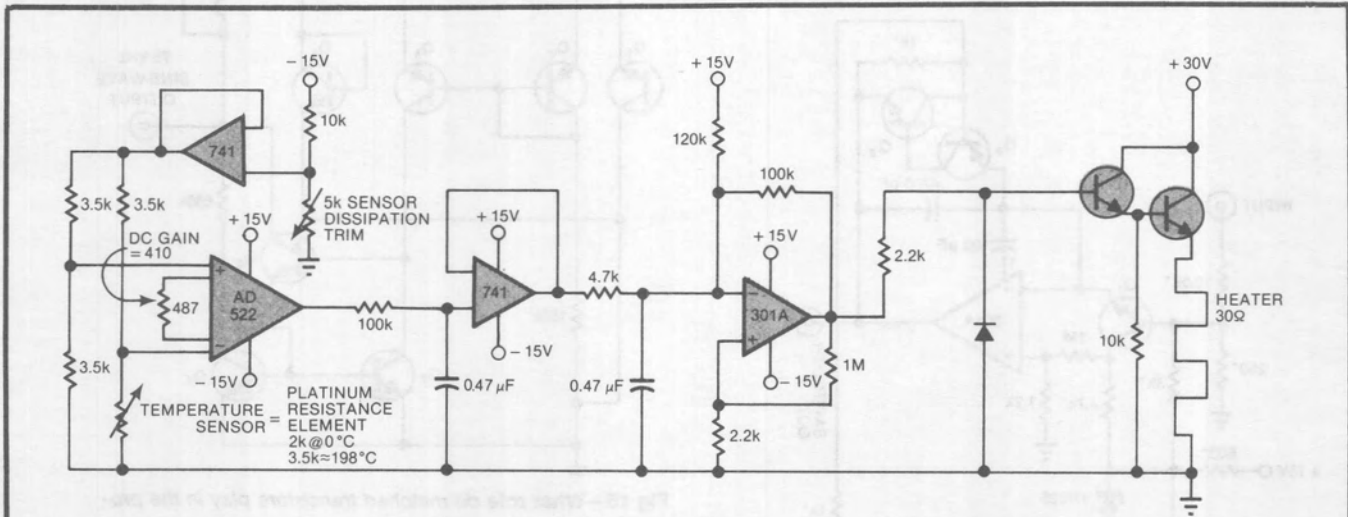 - 15V
10k
741
5k SENSOR
DISSIPATION
TRIM
3.5k
3.5k
DC GAIN
= 410
+ 15V
487
AD
522
- 15V
3.5k
TEMPERATURE
SENSOR
=
PLATINUM
RESISTANCE
ELEMENT
2k@0°C
3.5k≈198°C
100k
0.47 μF
741
+ 15V
- 15V
4.7k
0.47 μF
+ 15V
120k
100k
+ 15V
301A
- 15V
1M
2.2k
2.2k
+ 30V
10k
HEATER
30Ω